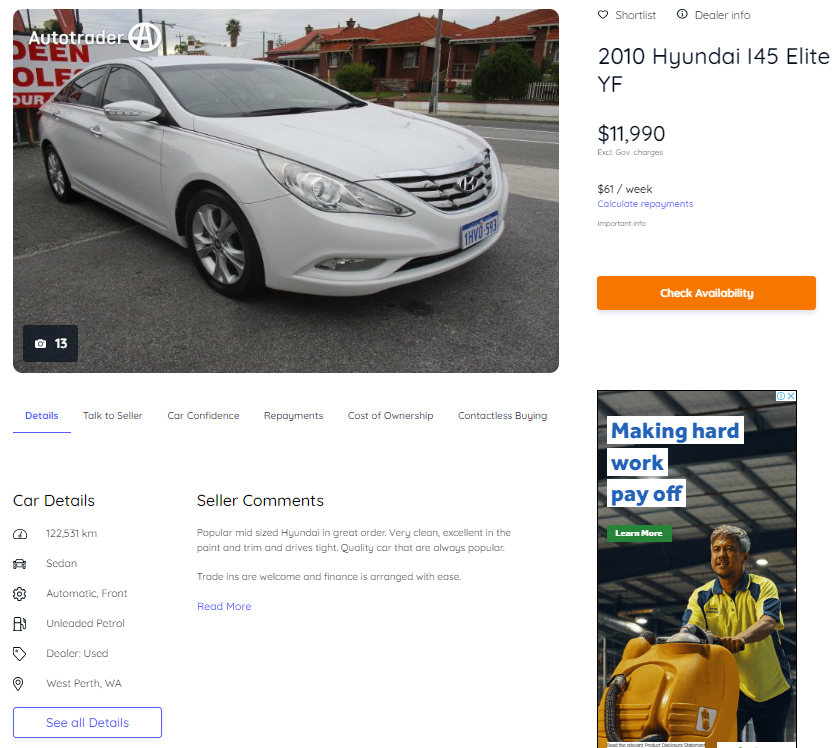 Autotrader
DEEN
OLES
OUR
1HVO 593
13
Shortlist
Dealer info
2010 Hyundai I45 Elite
YF
$11,990
Excl. Gov. charges
$61 / week
Calculate repayments
Important info
Check Availability
Details
Talk to Seller
Car Confidence
Repayments
Cost of Ownership
Contactless Buying
Car Details
122,531 km
Sedan
Automatic, Front
Unleaded Petrol
Dealer: Used
West Perth, WA
See all Details
Seller Comments
Popular mid sized Hyundai in great order. Very clean, excellent in the
paint and trim and drives tight. Quality car that are always popular.
Trade ins are welcome and finance is arranged with ease.
Read More
Making hard
work
pay off
Learn More
Read the relevant Product Disclosure Statement